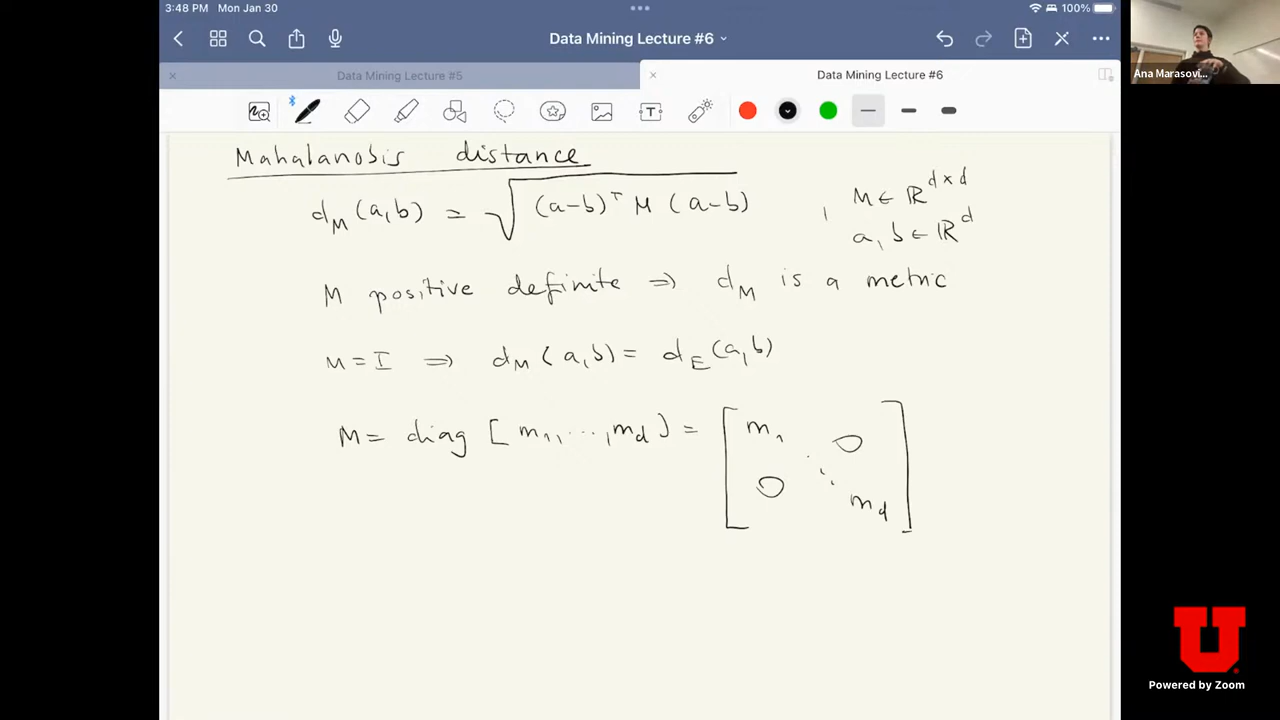 3:48 PM Mon Jan 30
100%
Data Mining Lecture #6
Data Mining Lecture #5
Data Mining Lecture #6
Ana Marasovi...
Mahalanobis distance
d_M(a,b) = √((a-b)^T M (a-b)) , M ∈ ℝ^{d×d}
a, b ∈ ℝ^d
M positive definite ⇒ d_M is a metric
M = I ⇒ d_M(a,b) = d_E(a,b)
M = diag [m_1, ..., m_d] = [m_1 0
0 ⋱ m_d]
U
Powered by Zoom